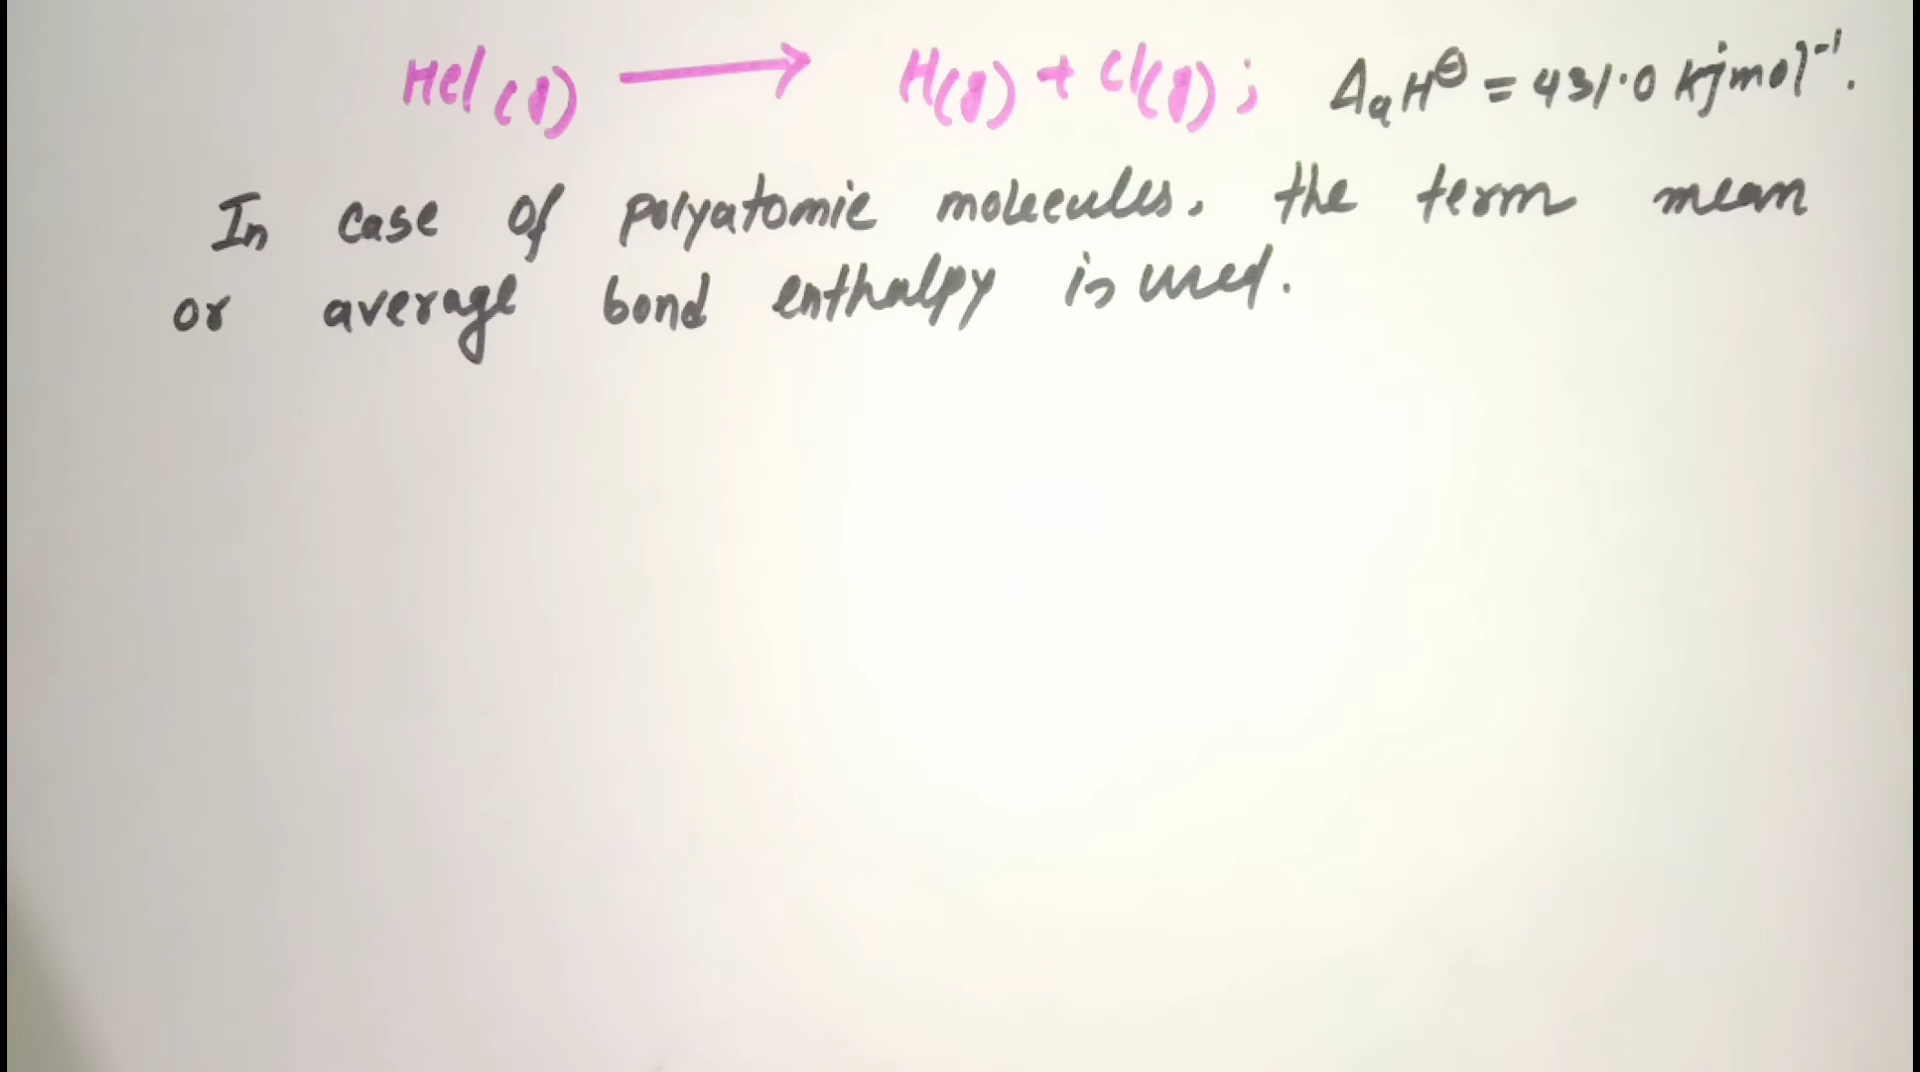 HCl(g) ⟶ H(g) + Cl(g); ΔaH⊖ = 431.0 kjmol⁻¹.
In case of polyatomic molecules, the term mean
or average bond enthalpy is used.